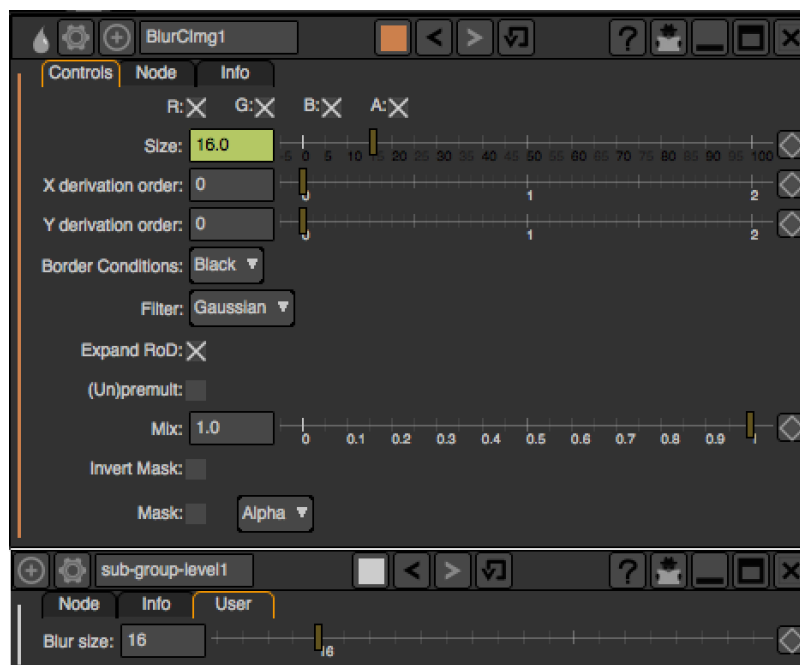 BlurCImg1
Controls Node Info
R: G: B: A:
Size: 16.0
-5 0 5 10 15 20 25 30 35 40 45 50 55 60 65 70 75 80 85 90 95 100
X derivation order: 0 0 1 2
Y derivation order: 0 0 1 2
Border Conditions: Black
Filter: Gaussian
Expand RoD:
(Un)premult:
Mix: 1.0 0 0.1 0.2 0.3 0.4 0.5 0.6 0.7 0.8 0.9 1
Invert Mask:
Mask: Alpha
sub-group-level1
Node Info User
Blur size: 16 16